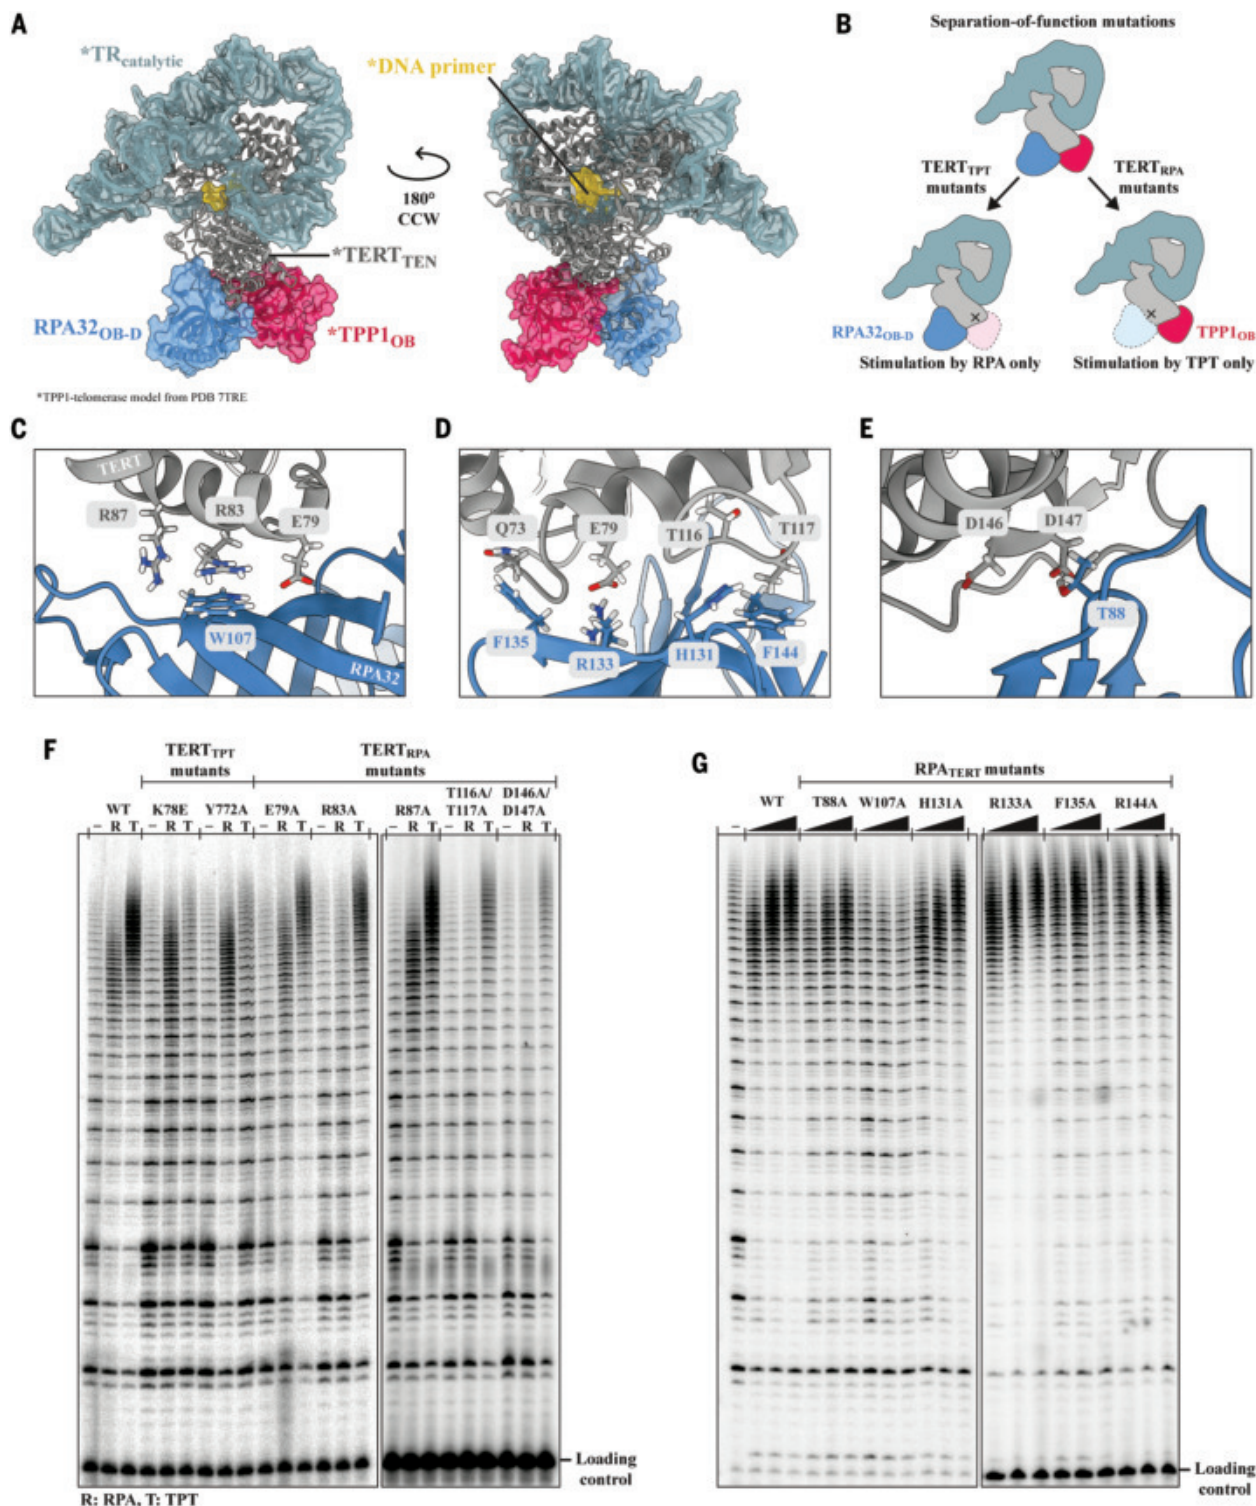 A
*TRcatalytic
*DNA primer
180°
CCW
*TERTTEN
RPA32OB-D
*TPP1OB
*TPP1-telomerase model from PDB 7TRE
B
Separation-of-function mutations
TERTTPT
mutants
TERTRPA
mutants
RPA32OB-D
TPP1OB
Stimulation by RPA only
Stimulation by TPT only
C
TERT
R87
R83
E79
W107
RPA32
D
Q73
E79
T116
T117
F135
R133
H131
F144
E
D146
D147
T88
F
TERTTPT
mutants
TERTRPA
mutants
WT K78E Y772A E79A R83A R87A T116A/T117A D146A/D147A
– R T – R T – R T – R T – R T – R T – R T – R T
Loading
control
R: RPA, T: TPT
G
RPATERT mutants
– WT T88A W107A H131A R133A F135A R144A
Loading
control